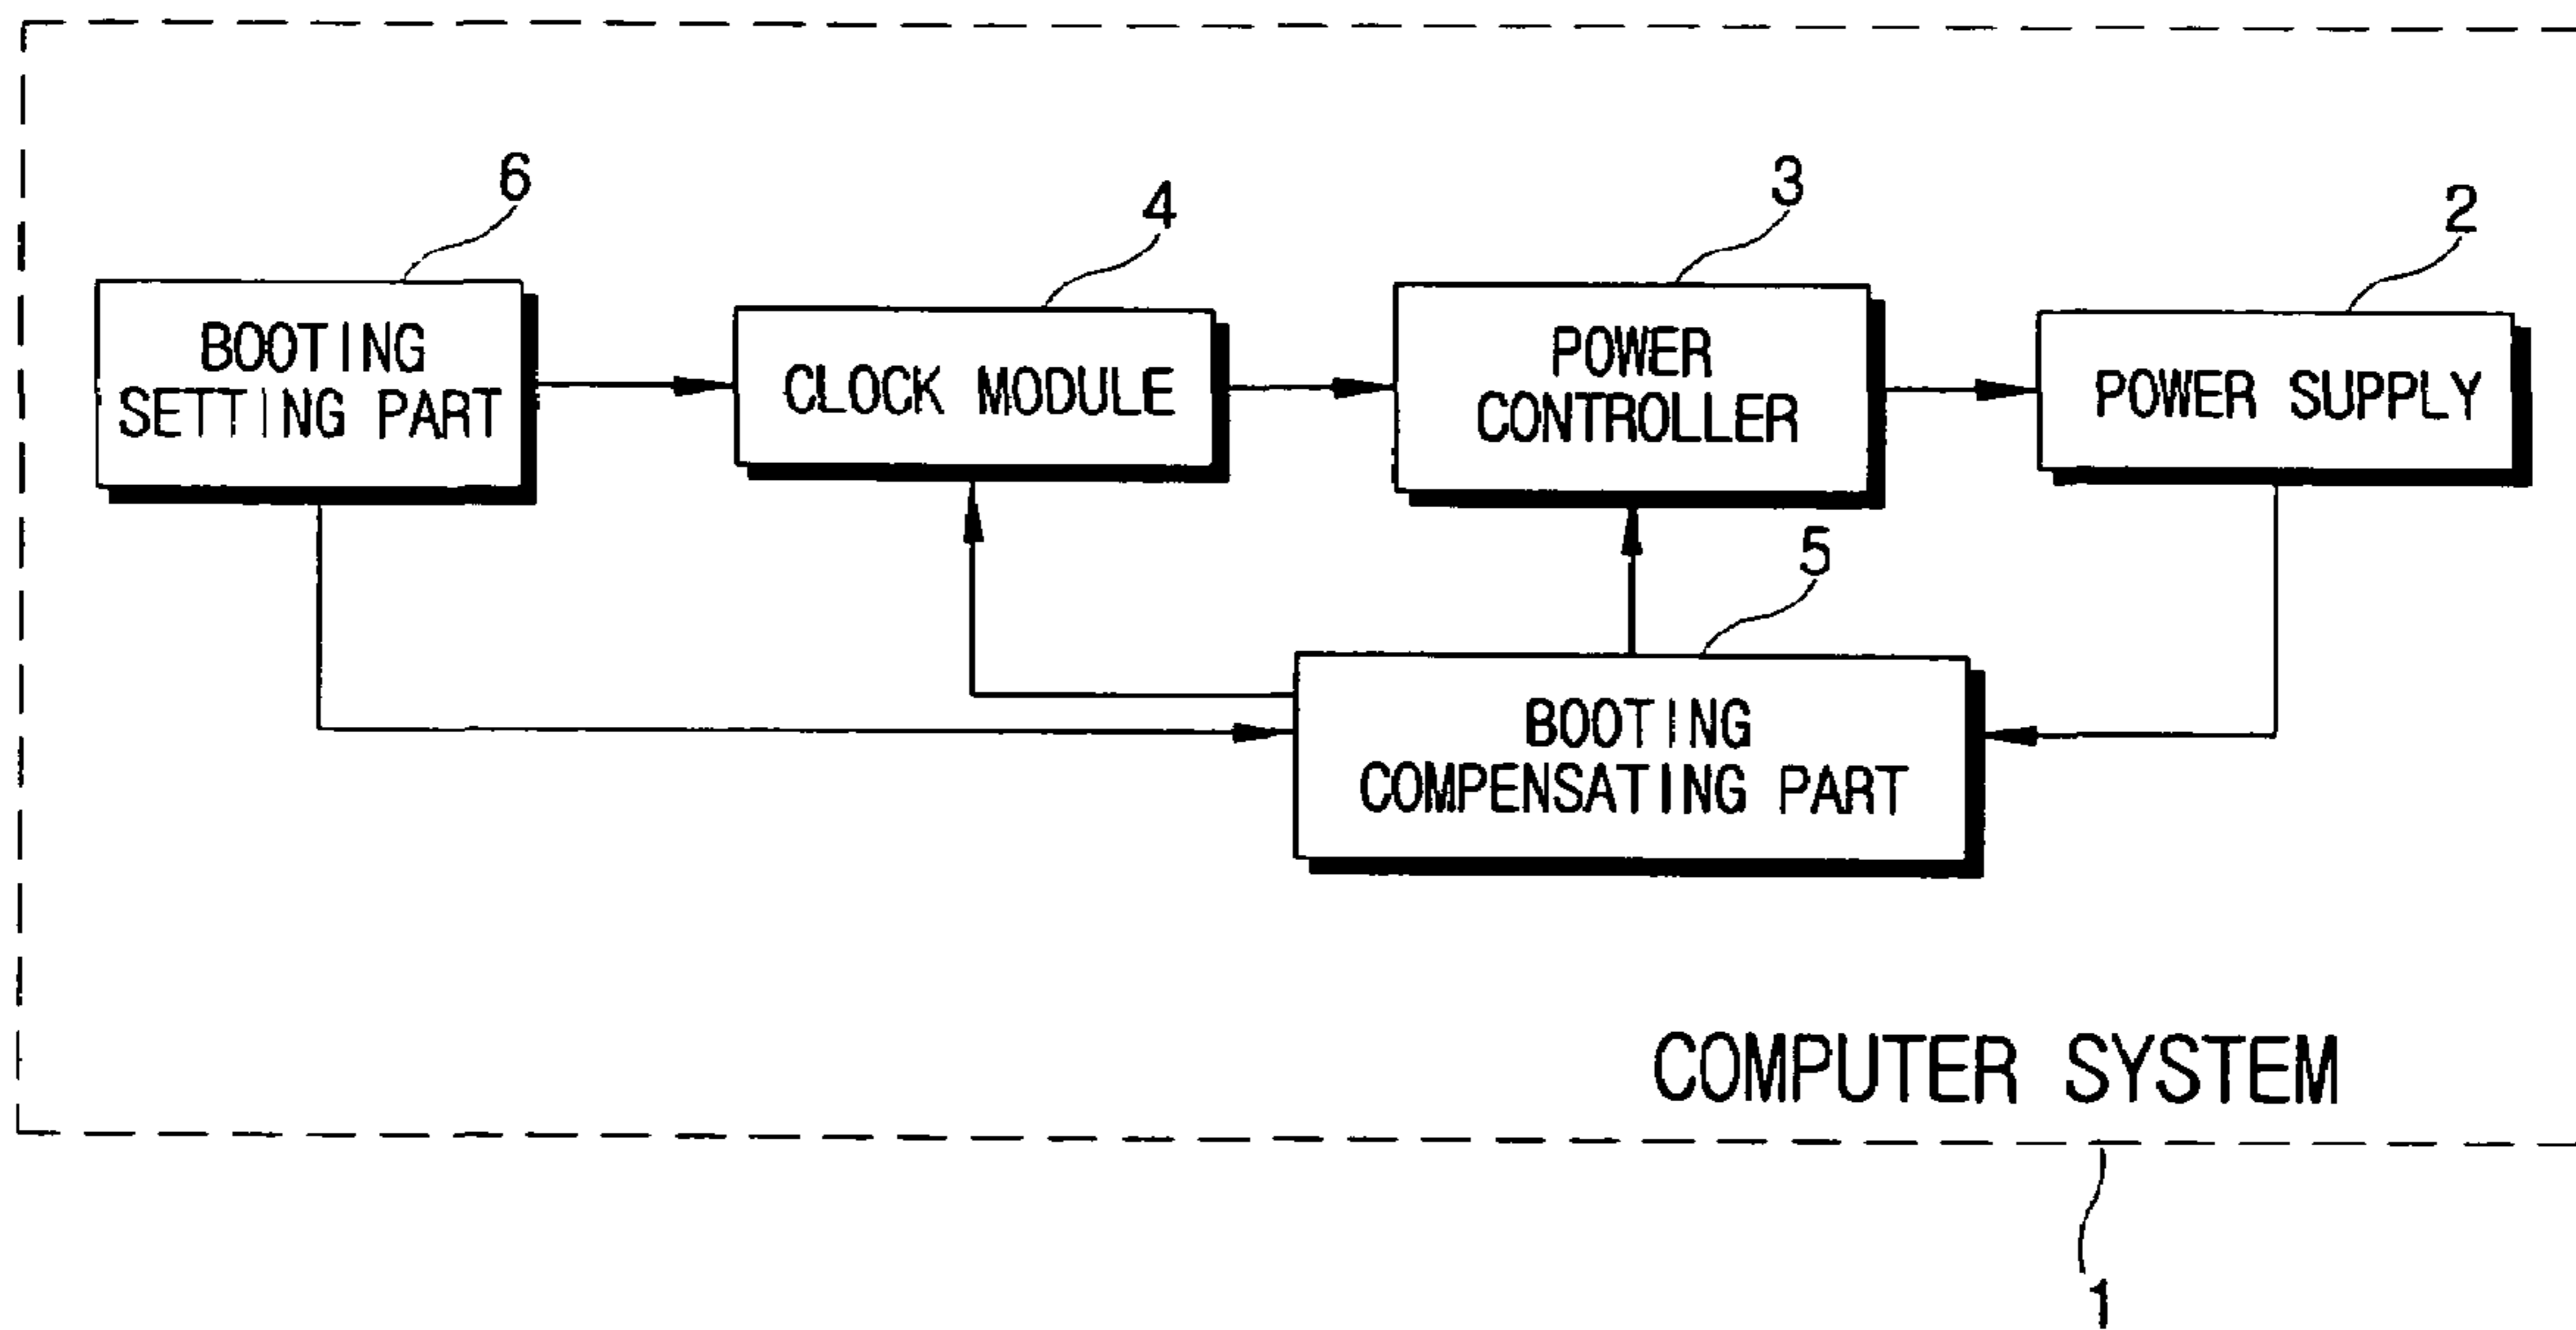 6
4
3
2
BOOTING
SETTING PART
CLOCK MODULE
POWER
CONTROLLER
POWER SUPPLY
5
BOOTING
COMPENSATING PART
COMPUTER SYSTEM
1